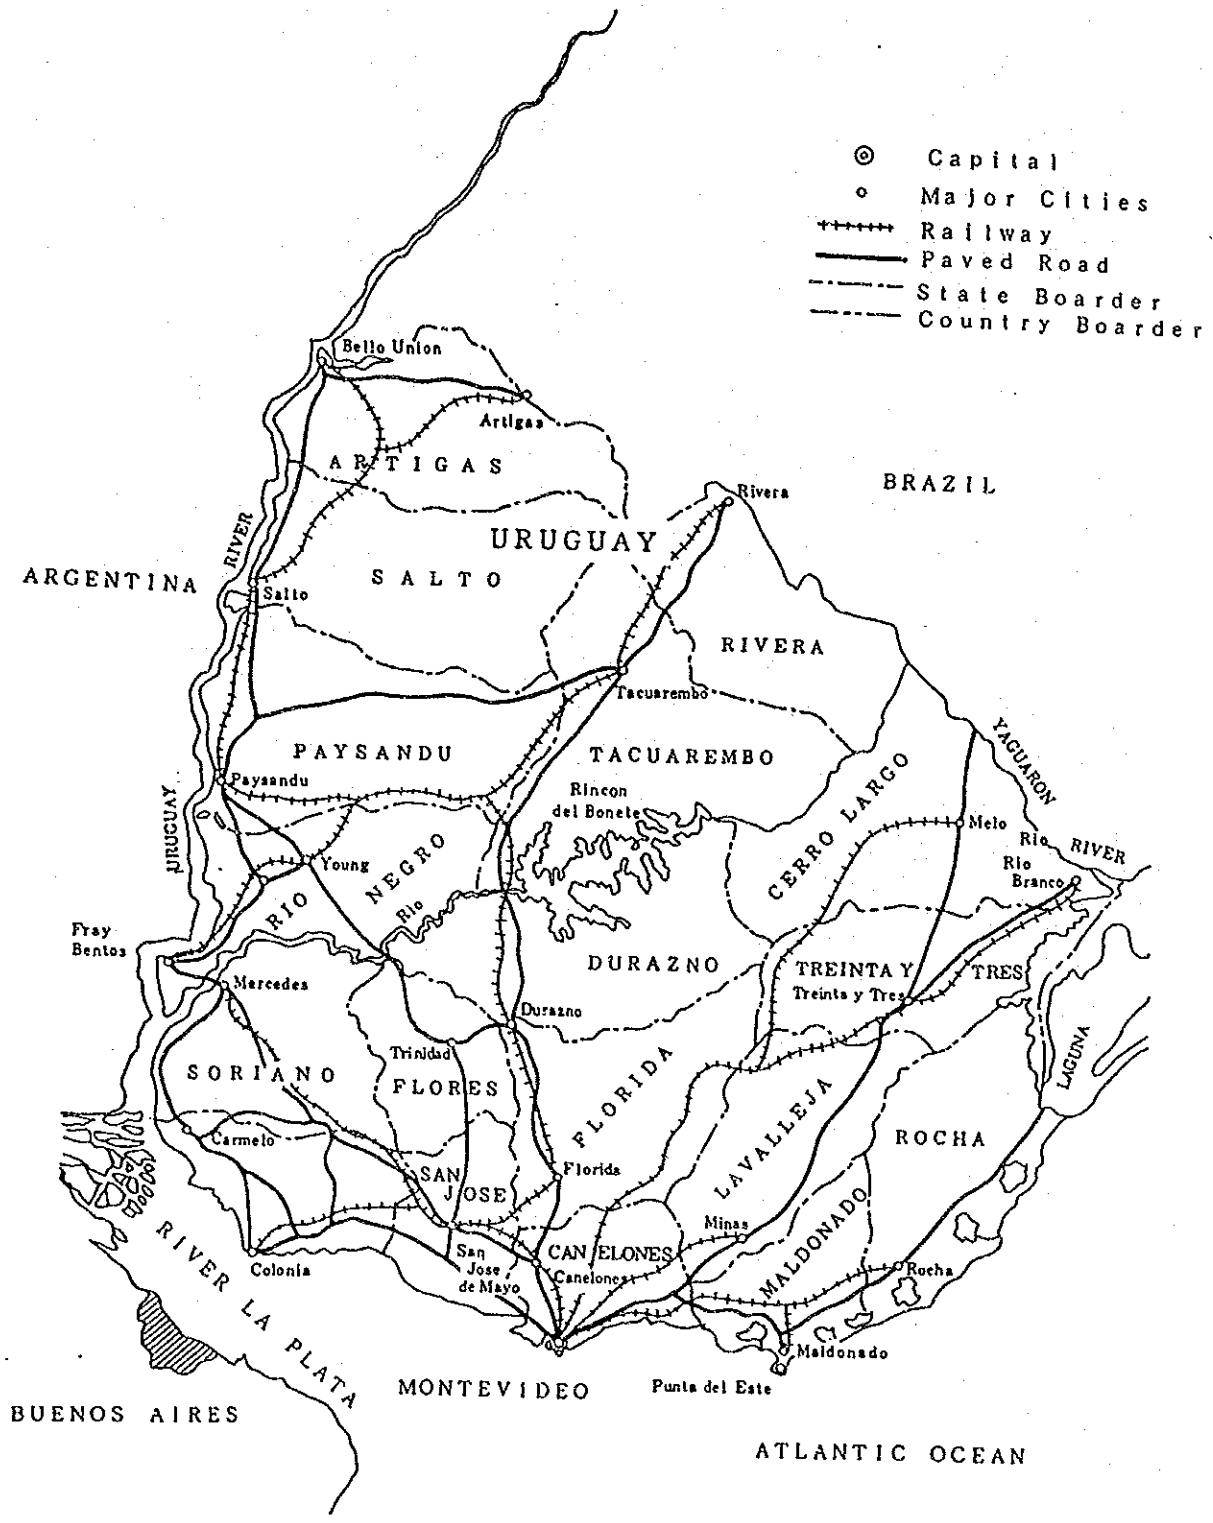 Capital
Major Cities
Railway
Paved Road
State Boarder
Country Boarder
Bello Union
Artigas
ARTIGAS
BRAZIL
Rivera
URUGUAY
RIVER
ARGENTINA
SALTO
Salto
RIVERA
Tacuarembo
YAGUARON
PAYSANDU
TACUAREMBO
Paysandu
Rincon
del Bonete
CERRO LARGO
URUGUAY
Melo
Rio
RIVER
Young
NEGRO
Rio
Branco
RIO
Rio
Fray
Bentos
DURAZNO
TREINTA Y
TRES
Mercedes
Treinta y Tres
Durazno
Trinidad
LAGUNA
SORIANO
FLORES
FLORIDA
LAVALLEJA
ROCHA
Carmelo
SAN
JOSE
Florids
MALDONADO
Minas
RIVER LA PLATA
Colonia
San
Jose
de Mayo
CANELONES
Canelones
Rocha
Maldonado
MONTEVIDEO
Punta del Este
BUENOS AIRES
ATLANTIC OCEAN